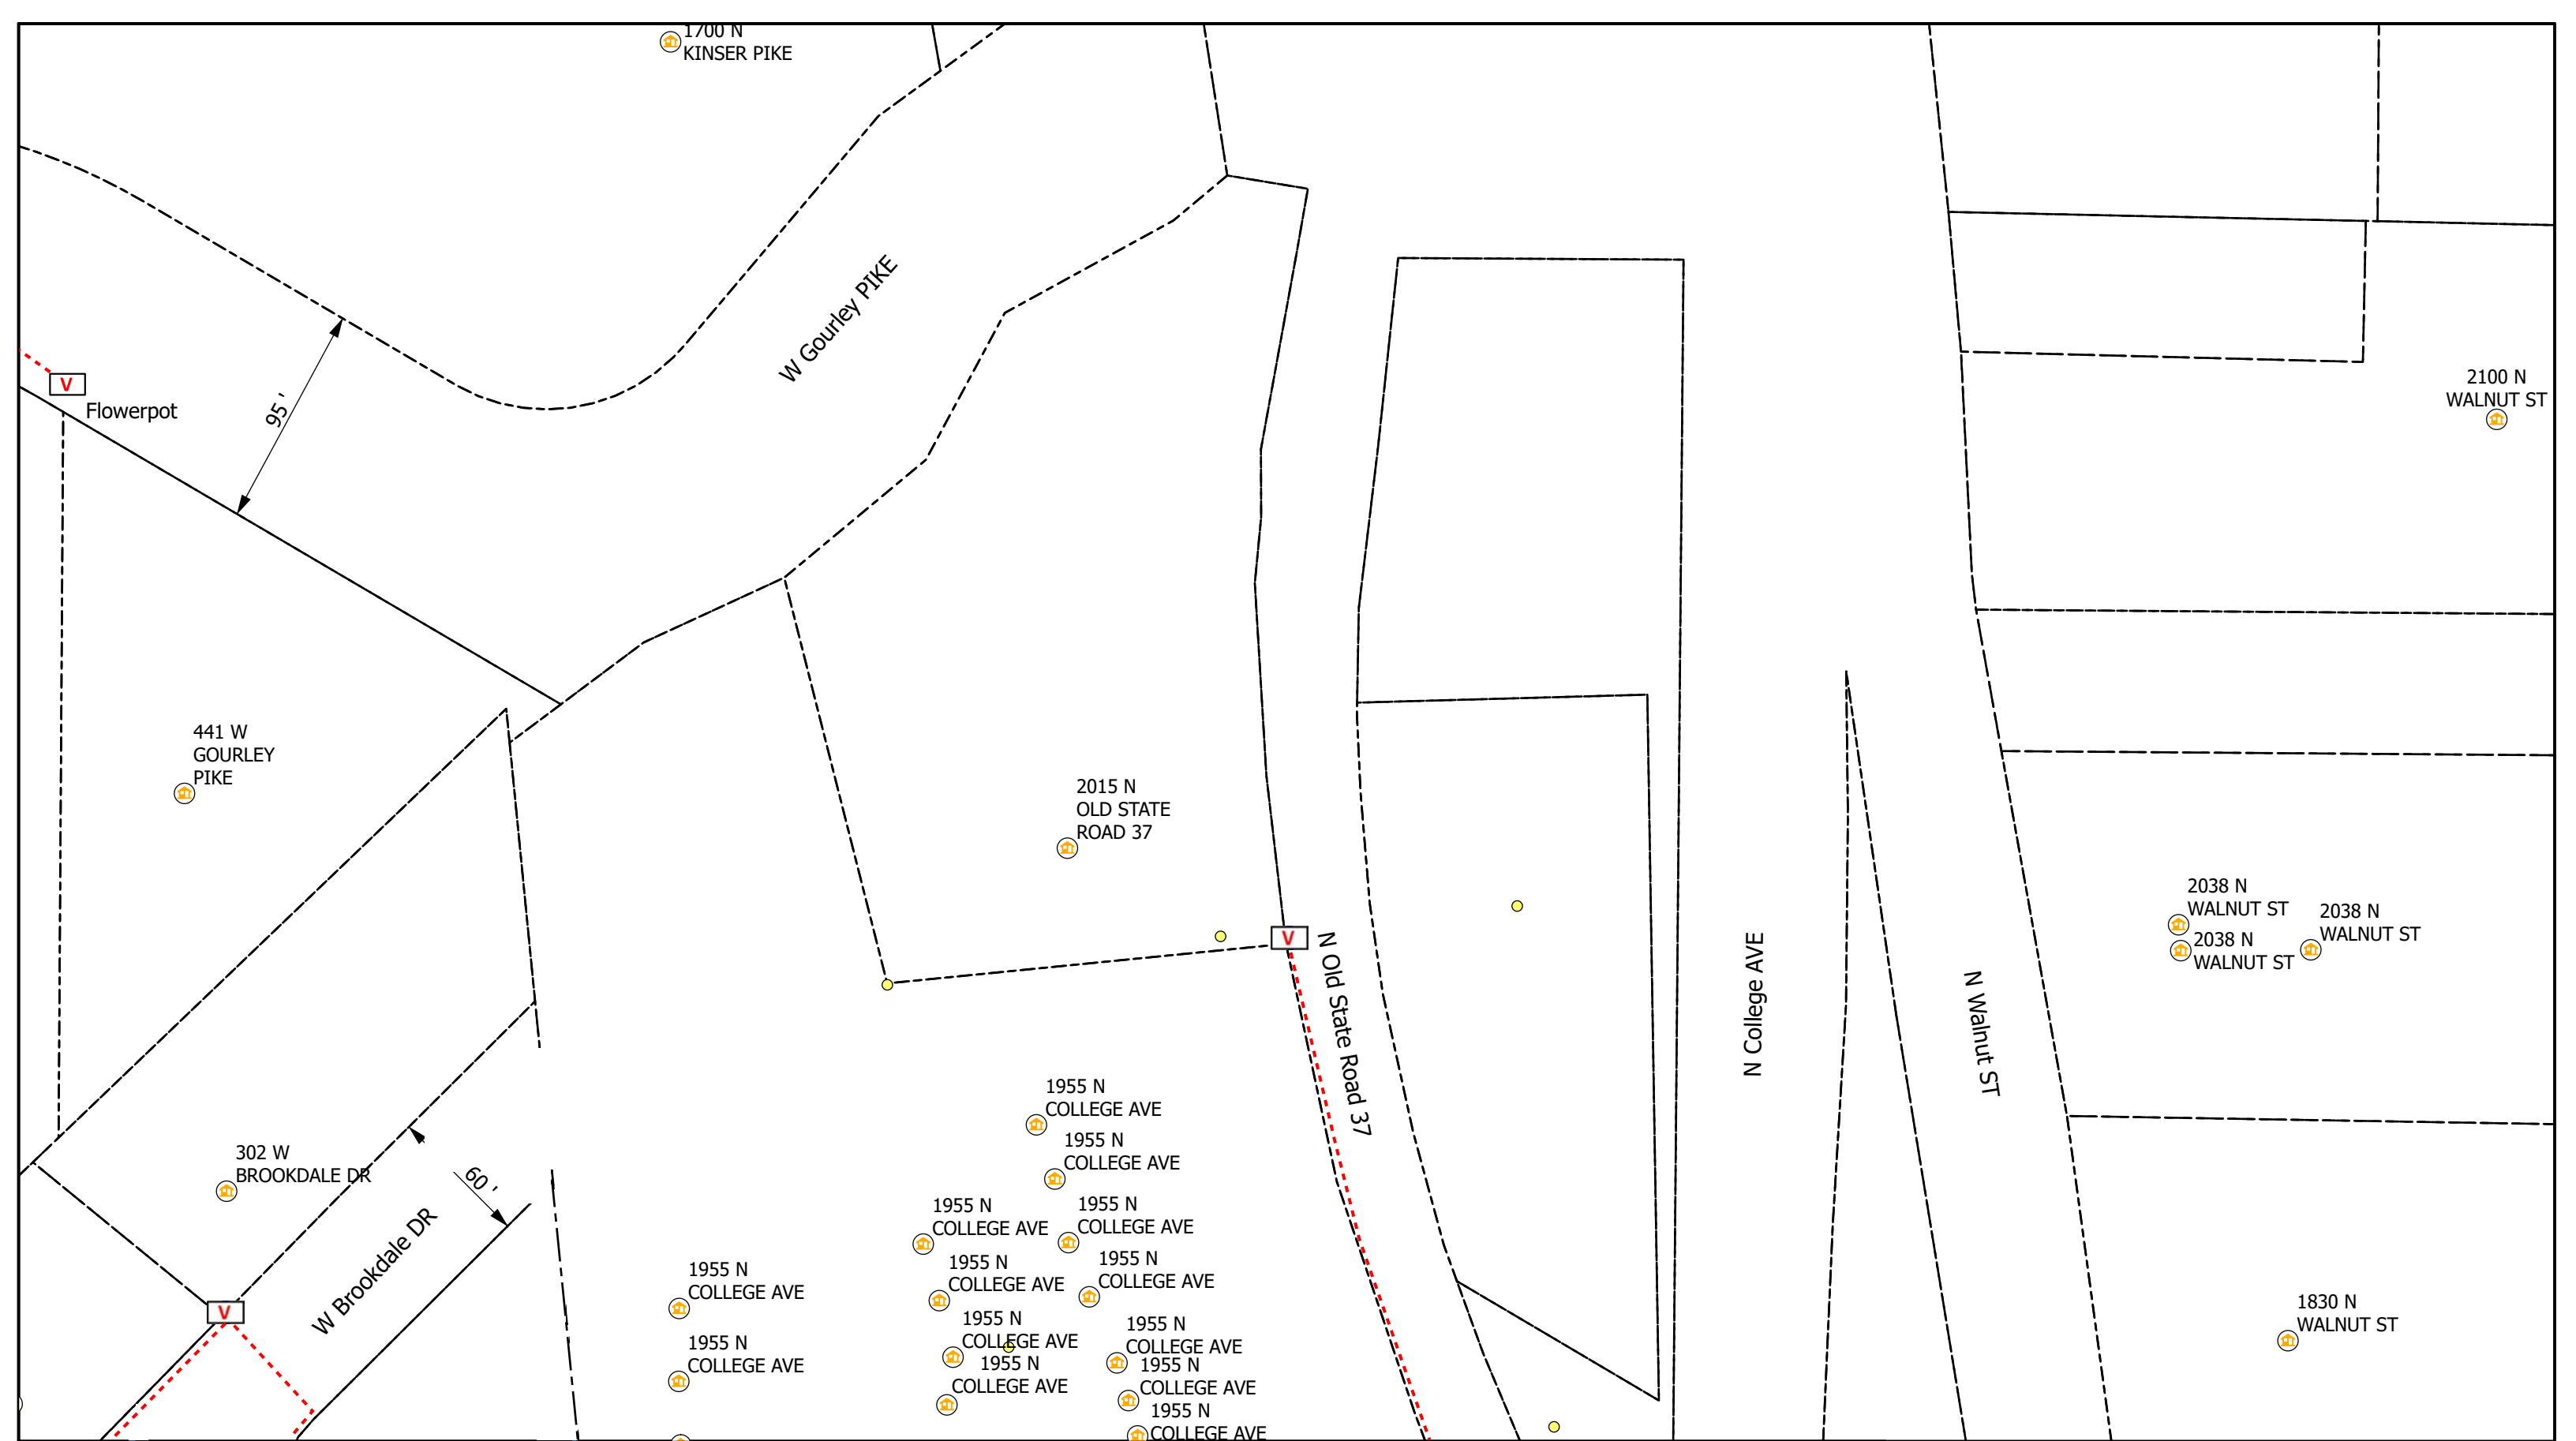 1700 N
KINSER PIKE
W Gourley PIKE
V
Flowerpot
95 '
2100 N
WALNUT ST
441 W
GOURLEY
PIKE
2015 N
OLD STATE
ROAD 37
V
N Old State Road 37
N College AVE
N Walnut ST
2038 N
WALNUT ST
2038 N
WALNUT ST
2038 N
WALNUT ST
302 W
BROOKDALE DR
60 '
W Brookdale DR
V
1955 N
COLLEGE AVE
1955 N
COLLEGE AVE
1955 N
COLLEGE AVE
1955 N
COLLEGE AVE
1955 N
COLLEGE AVE
1955 N
COLLEGE AVE
1955 N
COLLEGE AVE
1955 N
COLLEGE AVE
1955 N
COLLEGE AVE
1955 N
COLLEGE AVE
1955 N
COLLEGE AVE
1955 N
COLLEGE AVE
1955 N
COLLEGE AVE
1830 N
WALNUT ST